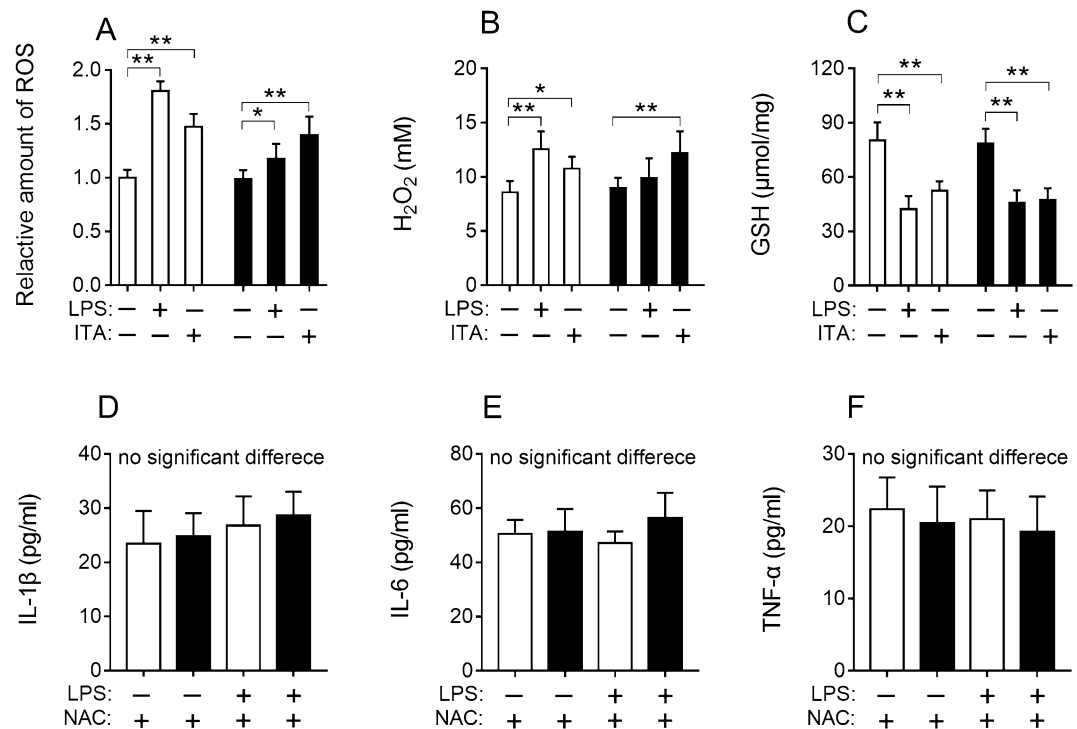 A
Relactive amount of ROS
2.0
1.5
1.0
0.5
0.0
** ** * **
LPS: − + − − + −
ITA: − − + − − +
B
H₂O₂ (mM)
20
15
10
5
0
* ** **
LPS: − + − − + −
ITA: − − + − − +
C
GSH (μmol/mg)
120
90
60
30
0
** ** ** **
LPS: − + − − + −
ITA: − − + − − +
D
IL-1β (pg/ml)
no significant differece
40
30
20
10
0
LPS: − − + +
NAC: + + + +
E
IL-6 (pg/ml)
no significant differece
80
60
40
20
0
LPS: − − + +
NAC: + + + +
F
TNF-α (pg/ml)
no significant differece
30
20
10
0
LPS: − − + +
NAC: + + + +